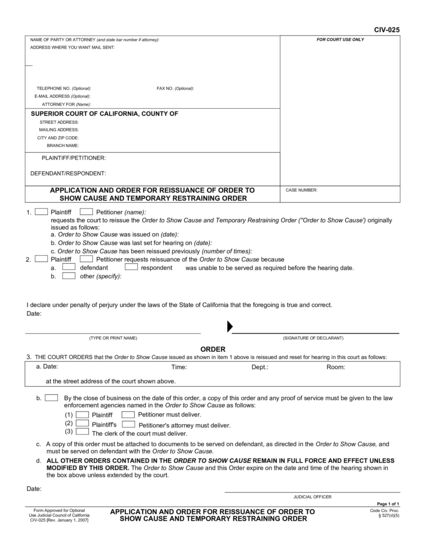 CIV-025
NAME OF PARTY OR ATTORNEY (and state bar number if attorney):
FOR COURT USE ONLY
ADDRESS WHERE YOU WANT MAIL SENT:
TELEPHONE NO. (Optional): FAX NO. (Optional):
E-MAIL ADDRESS (Optional):
ATTORNEY FOR (Name):
SUPERIOR COURT OF CALIFORNIA, COUNTY OF
STREET ADDRESS:
MAILING ADDRESS:
CITY AND ZIP CODE:
BRANCH NAME:
PLAINTIFF/PETITIONER:
DEFENDANT/RESPONDENT:
APPLICATION AND ORDER FOR REISSUANCE OF ORDER TO
SHOW CAUSE AND TEMPORARY RESTRAINING ORDER
CASE NUMBER:
1. Plaintiff Petitioner (name):
requests the court to reissue the Order to Show Cause and Temporary Restraining Order ("Order to Show Cause") originally
issued as follows:
a. Order to Show Cause was issued on (date):
b. Order to Show Cause was last set for hearing on (date):
c. Order to Show Cause has been reissued previously (number of times):
2. Plaintiff Petitioner requests reissuance of the Order to Show Cause because
a. defendant respondent was unable to be served as required before the hearing date.
b. other (specify):
I declare under penalty of perjury under the laws of the State of California that the foregoing is true and correct.
Date:
(TYPE OR PRINT NAME) (SIGNATURE OF DECLARANT)
ORDER
3. THE COURT ORDERS that the Order to Show Cause issued as shown in item 1 above is reissued and reset for hearing in this court as follows:
a. Date: Time: Dept.: Room:
at the street address of the court shown above.
b. By the close of business on the date of this order, a copy of this order and any proof of service must be given to the law
enforcement agencies named in the Order to Show Cause as follows:
(1) Plaintiff Petitioner must deliver.
(2) Plaintiff's Petitioner's attorney must deliver.
(3) The clerk of the court must deliver.
c. A copy of this order must be attached to documents to be served on defendant, as directed in the Order to Show Cause, and
must be served on defendant with the Order to Show Cause.
d. ALL OTHER ORDERS CONTAINED IN THE ORDER TO SHOW CAUSE REMAIN IN FULL FORCE AND EFFECT UNLESS
MODIFIED BY THIS ORDER. The Order to Show Cause and this Order expire on the date and time of the hearing shown in
the box above unless extended by the court.
Date:
JUDICIAL OFFICER
Page 1 of 1
Form Approved for Optional
Use Judicial Council of California
CIV-025 [Rev. January 1, 2007]
APPLICATION AND ORDER FOR REISSUANCE OF ORDER TO
SHOW CAUSE AND TEMPORARY RESTRAINING ORDER
Code Civ. Proc.
§ 527(d)(5)